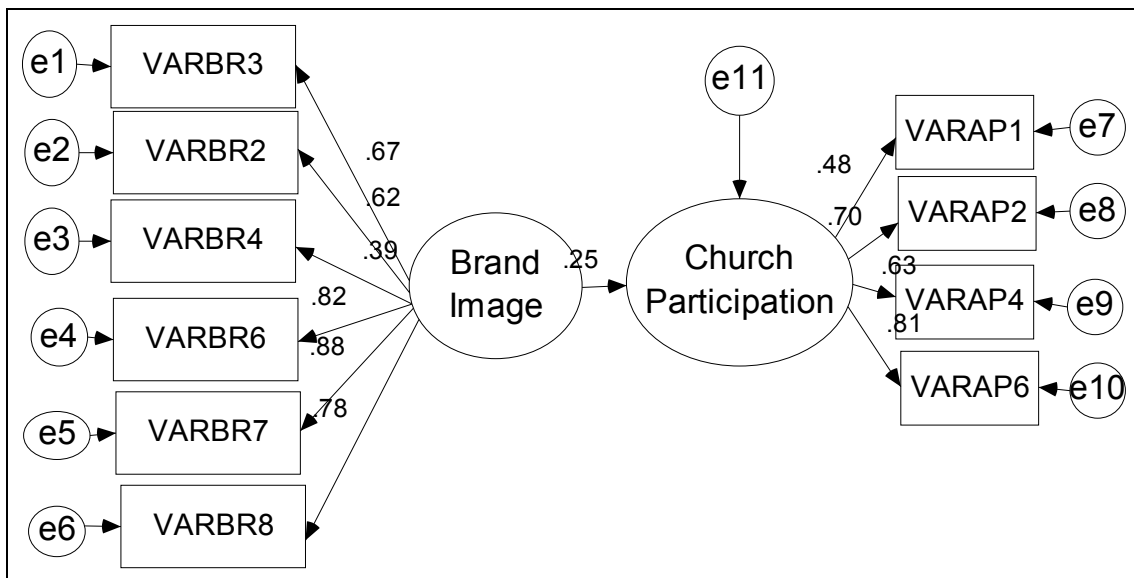 e1
VARBR3
e2
VARBR2
e3
VARBR4
e4
VARBR6
e5
VARBR7
e6
VARBR8
.67
.62
.39
.82
.88
.78
Brand
Image
.25
e11
Church
Participation
.48
.70
.63
.81
VARAP1
e7
VARAP2
e8
VARAP4
e9
VARAP6
e10